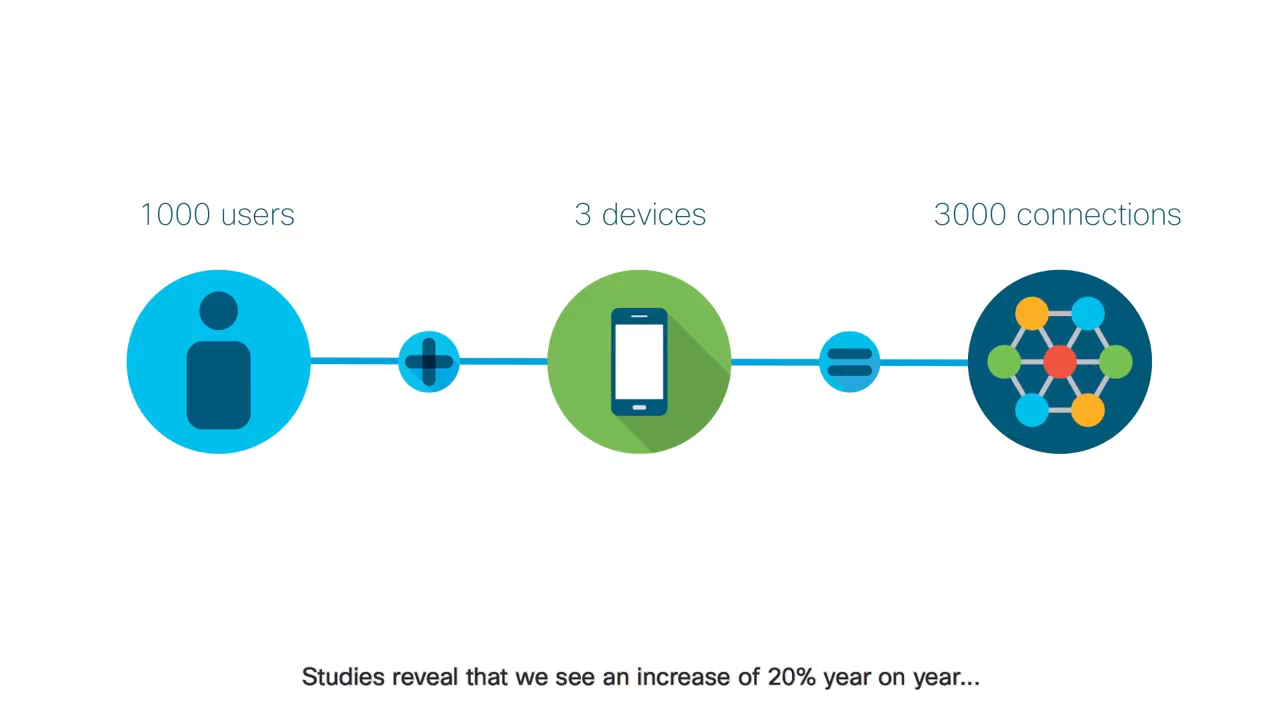 1000 users
3 devices
3000 connections
Studies reveal that we see an increase of 20% year on year...